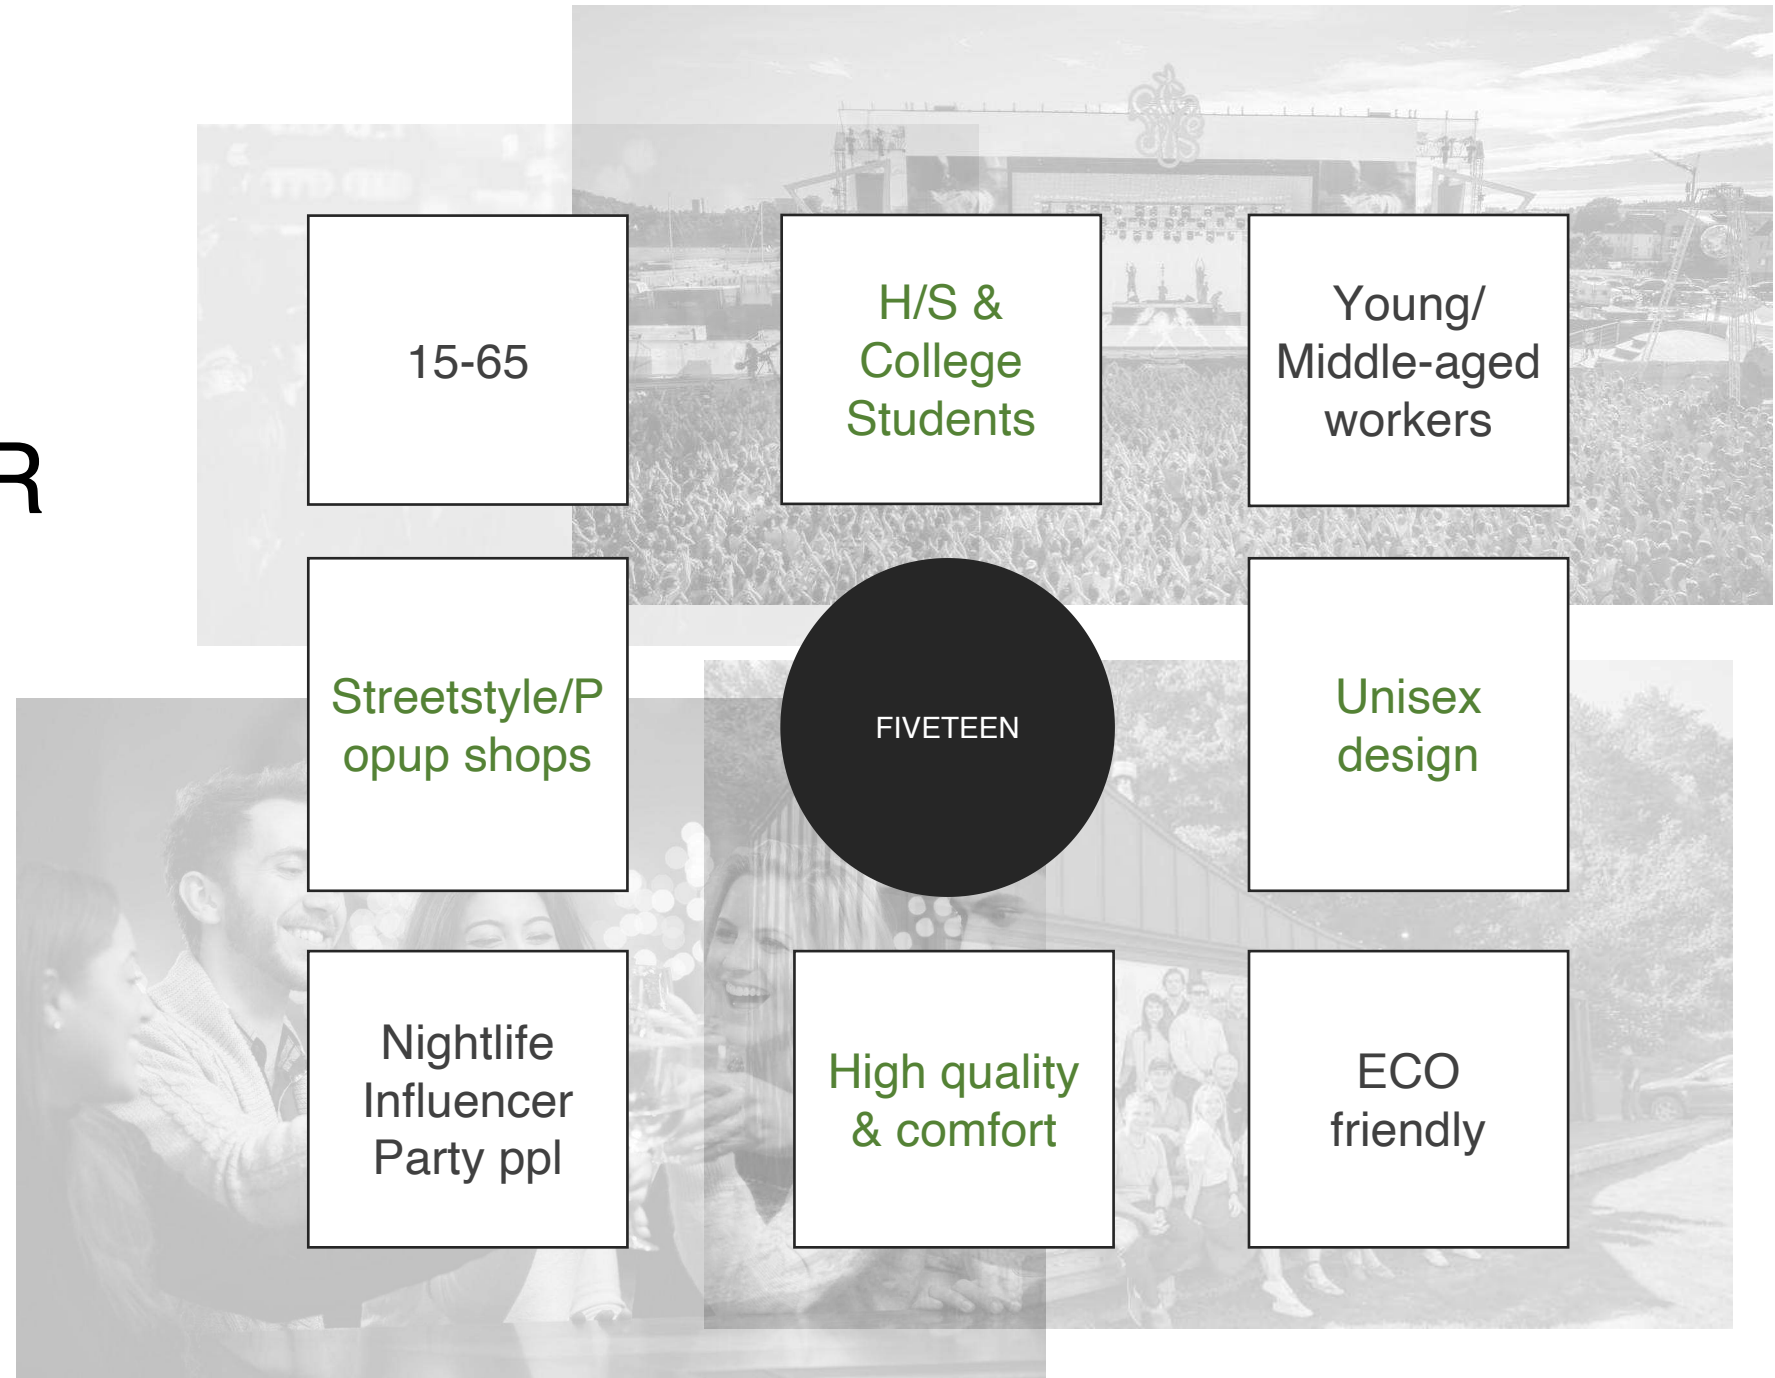 R
15-65
H/S &
College
Students
Young/
Middle-aged
workers
Streetstyle/P
opup shops
FIVETEEN
Unisex
design
Nightlife
Influencer
Party ppl
High quality
& comfort
ECO
friendly